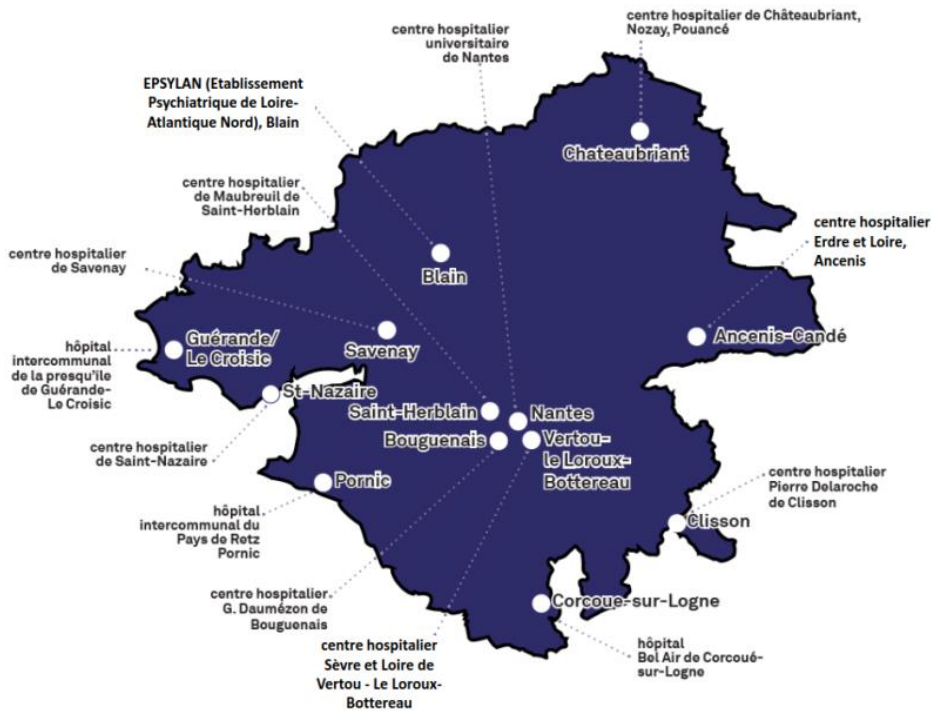 centre hospitalier de Châteaubriant,
Nozay, Pouancé
centre hospitalier
universitaire
de Nantes
EPSYLAN (Etablissement
Psychiatrique de Loire-
Atlantique Nord), Blain
Chateaubriant
centre hospitalier
de Maubreuil de
Saint-Herblain
centre hospitalier
Erdre et Loire,
Ancenis
centre hospitalier
de Savenay
Blain
Guérande/
Le Croisic
Savenay
Ancenis-Candé
hôpital
intercommunal
de la presqu'île
de Guérande-
Le Croisic
St-Nazaire
Saint-Herblain
Nantes
Bouguenais
Vertou-
le Loroux-
Bottereau
centre hospitalier
de Saint-Nazaire
Pornic
centre hospitalier
Pierre Delaroche
de Clisson
hôpital
intercommunal du
Pays de Retz
Pornic
Clisson
centre hospitalier
G. Daumézon de
Bouguenais
Corcoue-sur-Logne
centre hospitalier
Sèvre et Loire de
Vertou - Le Loroux-
Bottereau
hôpital
Bel Air de Corcoué-
sur-Logne